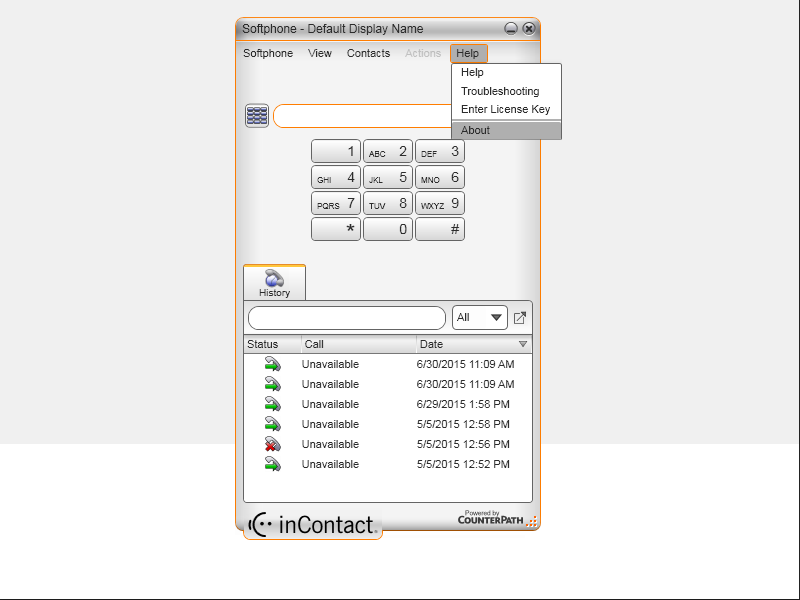 Softphone - Default Display Name
Softphone View Contacts Actions Help
Help
Troubleshooting
Enter License Key
About
1 ABC 2 DEF 3
GHI 4 JKL 5 MNO 6
PQRS 7 TUV 8 WXYZ 9
* 0 #
History
All
Status Call Date
Unavailable 6/30/2015 11:09 AM
Unavailable 6/30/2015 11:09 AM
Unavailable 6/29/2015 1:58 PM
Unavailable 5/5/2015 12:58 PM
Unavailable 5/5/2015 12:56 PM
Unavailable 5/5/2015 12:52 PM
inContact.
Powered by
COUNTERPATH